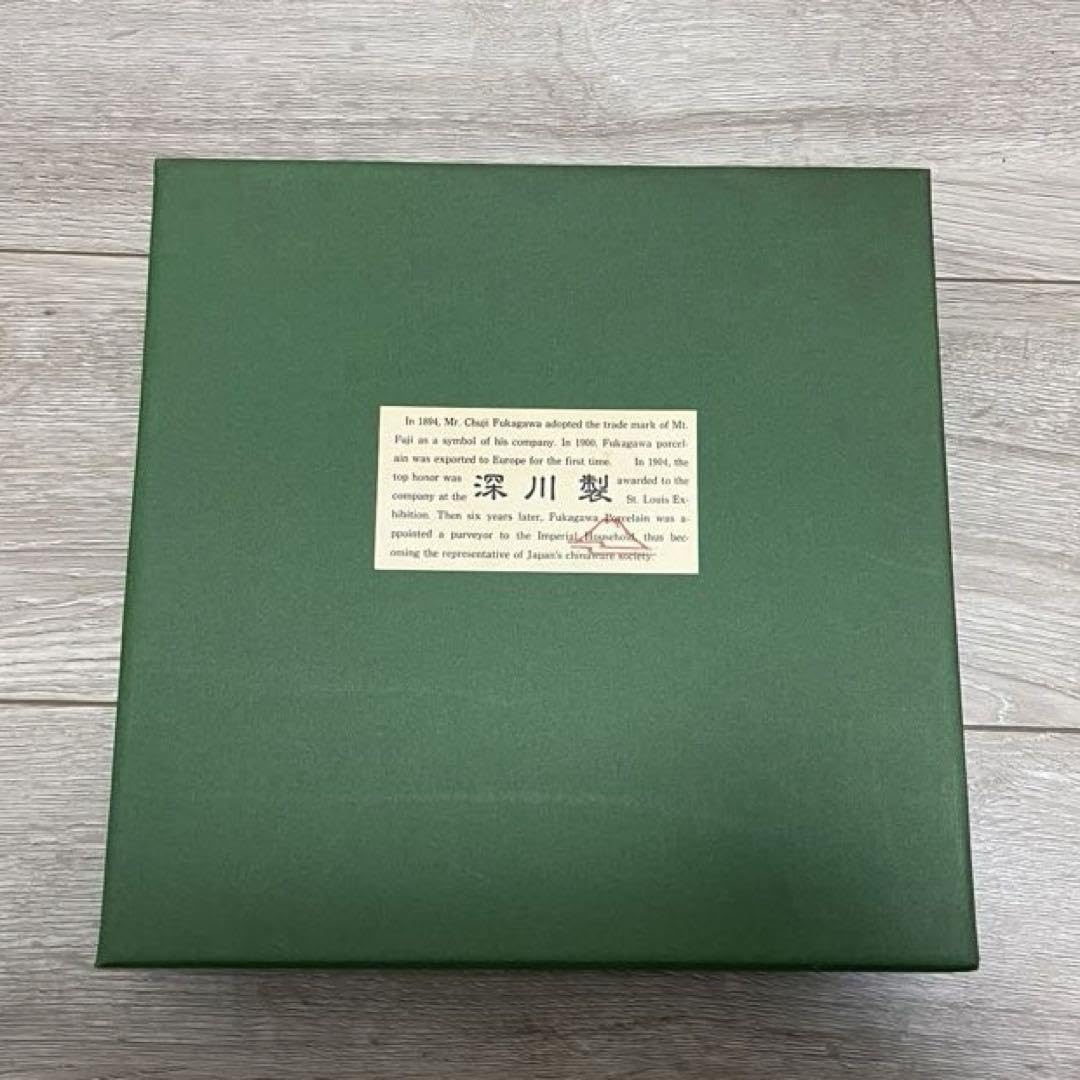 In 1894, Mr. Chuji Fukagawa adopted the trade mark of Mt.
Fuji as a symbol of his company. In 1900, Fukagawa porcel-
ain was exported to Europe for the first time. In 1904, the
top honor was 深川製 awarded to the
company at the St. Louis Ex-
hibition. Then six years later, Fukagawa Porcelain was a-
ppointed a purveyor to the Imperial Household, thus bec-
oming the representative of Japan's chinaware society.